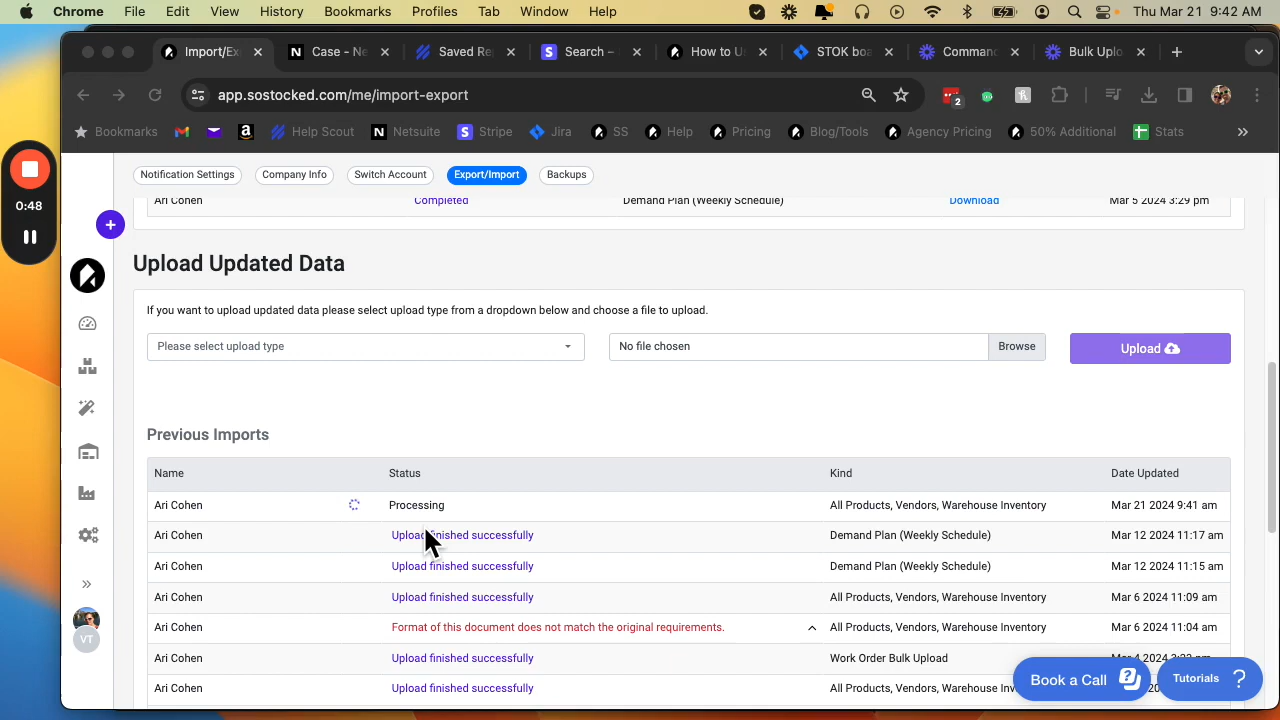 Chrome File Edit View History Bookmarks Profiles Tab Window Help Thu Mar 21 9:42 AM
Import/Ex Case - Ne Saved Re Search – How to U STOK boa Comman Bulk Uplo
app.sostocked.com/me/import-export 2
Bookmarks Help Scout Netsuite Stripe Jira SS Help Pricing Blog/Tools Agency Pricing 50% Additional Stats
0:48
Notification Settings Company Info Switch Account Export/Import Backups
Ari Cohen Completed Demand Plan (Weekly Schedule) Download Mar 5 2024 3:29 pm
Upload Updated Data
If you want to upload updated data please select upload type from a dropdown below and choose a file to upload.
Please select upload type No file chosen Browse Upload
Previous Imports
Name Status Kind Date Updated
Ari Cohen Processing All Products, Vendors, Warehouse Inventory Mar 21 2024 9:41 am
Ari Cohen Upload finished successfully Demand Plan (Weekly Schedule) Mar 12 2024 11:17 am
Ari Cohen Upload finished successfully Demand Plan (Weekly Schedule) Mar 12 2024 11:15 am
Ari Cohen Upload finished successfully All Products, Vendors, Warehouse Inventory Mar 6 2024 11:09 am
Ari Cohen Format of this document does not match the original requirements. All Products, Vendors, Warehouse Inventory Mar 6 2024 11:04 am
VT
Ari Cohen Upload finished successfully Work Order Bulk Upload
Ari Cohen Upload finished successfully All Products, Vendors, Warehouse
Book a Call Tutorials ?